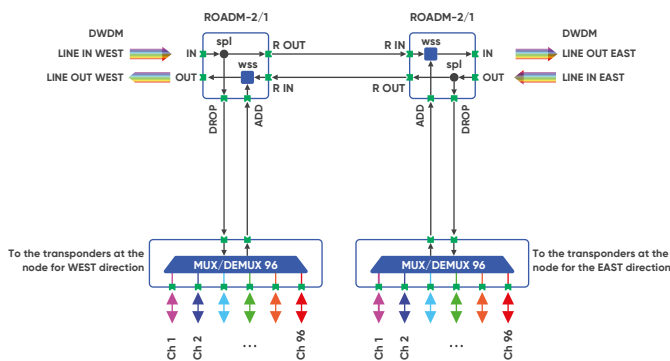 ROADM-2/1
ROADM-2/1
DWDM
DWDM
LINE IN WEST
IN
spl
R OUT
R IN
wss
IN
LINE OUT EAST
LINE OUT WEST
OUT
wss
R IN
R OUT
spl
OUT
LINE IN EAST
DROP
ADD
ADD
DROP
To the transponders at the
node for WEST direction
MUX/DEMUX 96
MUX/DEMUX 96
To the transponders at the
node for the EAST direction
Ch 1
Ch 2
...
Ch 96
Ch 1
Ch 2
...
Ch 96